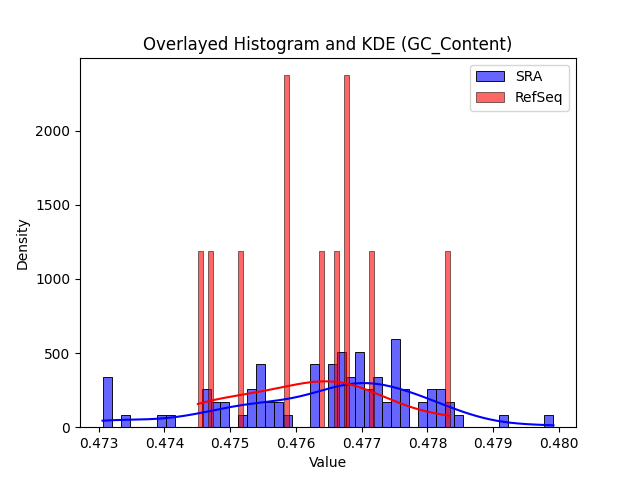 Overlayed Histogram and KDE (GC_Content)
SRA
RefSeq
2000
1500
1000
500
0
Density
0.473 0.474 0.475 0.476 0.477 0.478 0.479 0.480
Value